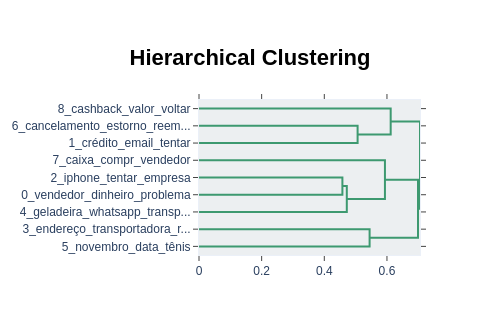 Hierarchical Clustering
8_cashback_valor_voltar
6_cancelamento_estorno_reem...
1_crédito_email_tentar
7_caixa_compr_vendedor
2_iphone_tentar_empresa
0_vendedor_dinheiro_problema
4_geladeira_whatsapp_transp...
3_endereço_transportadora_r...
5_novembro_data_tênis
0 0.2 0.4 0.6